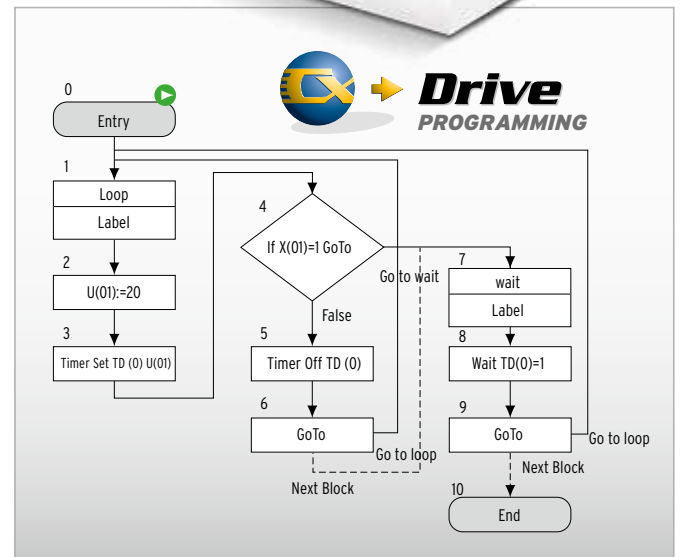 CX
Drive
PROGRAMMING
0
Entry
1
Loop
Label
2
U(01):=20
3
Timer Set TD (0) U(01)
4
If X(01)=1 GoTo
Go to wait
False
5
Timer Off TD (0)
6
GoTo
Go to loop
Next Block
7
wait
Label
8
Wait TD(0)=1
9
GoTo
Go to loop
Next Block
10
End